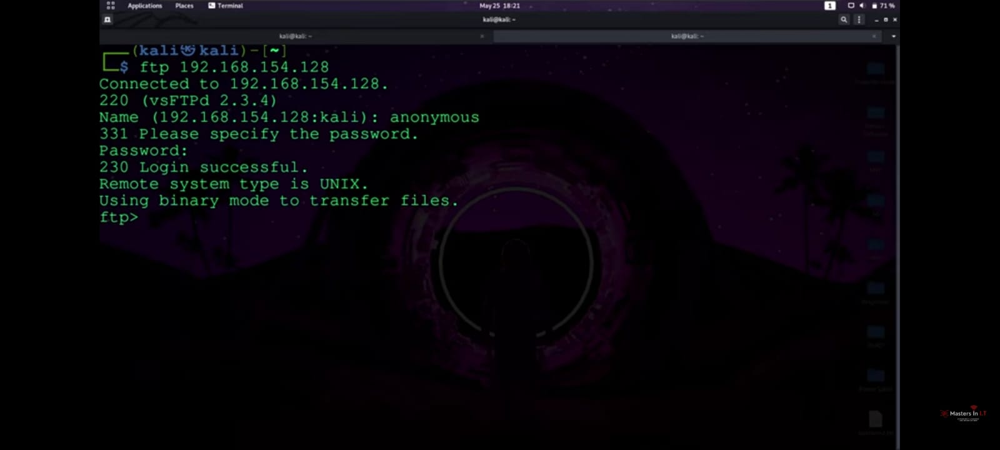 Applications Places Terminal May 25 18:21 1 71 %
kali@kali: ~
kali@kali: ~ kali@kali: ~
(kali㉿kali)-[~]
$ ftp 192.168.154.128
Connected to 192.168.154.128.
220 (vsFTPd 2.3.4)
Name (192.168.154.128:kali): anonymous
331 Please specify the password.
Password:
230 Login successful.
Remote system type is UNIX.
Using binary mode to transfer files.
ftp>
Masters In I.T